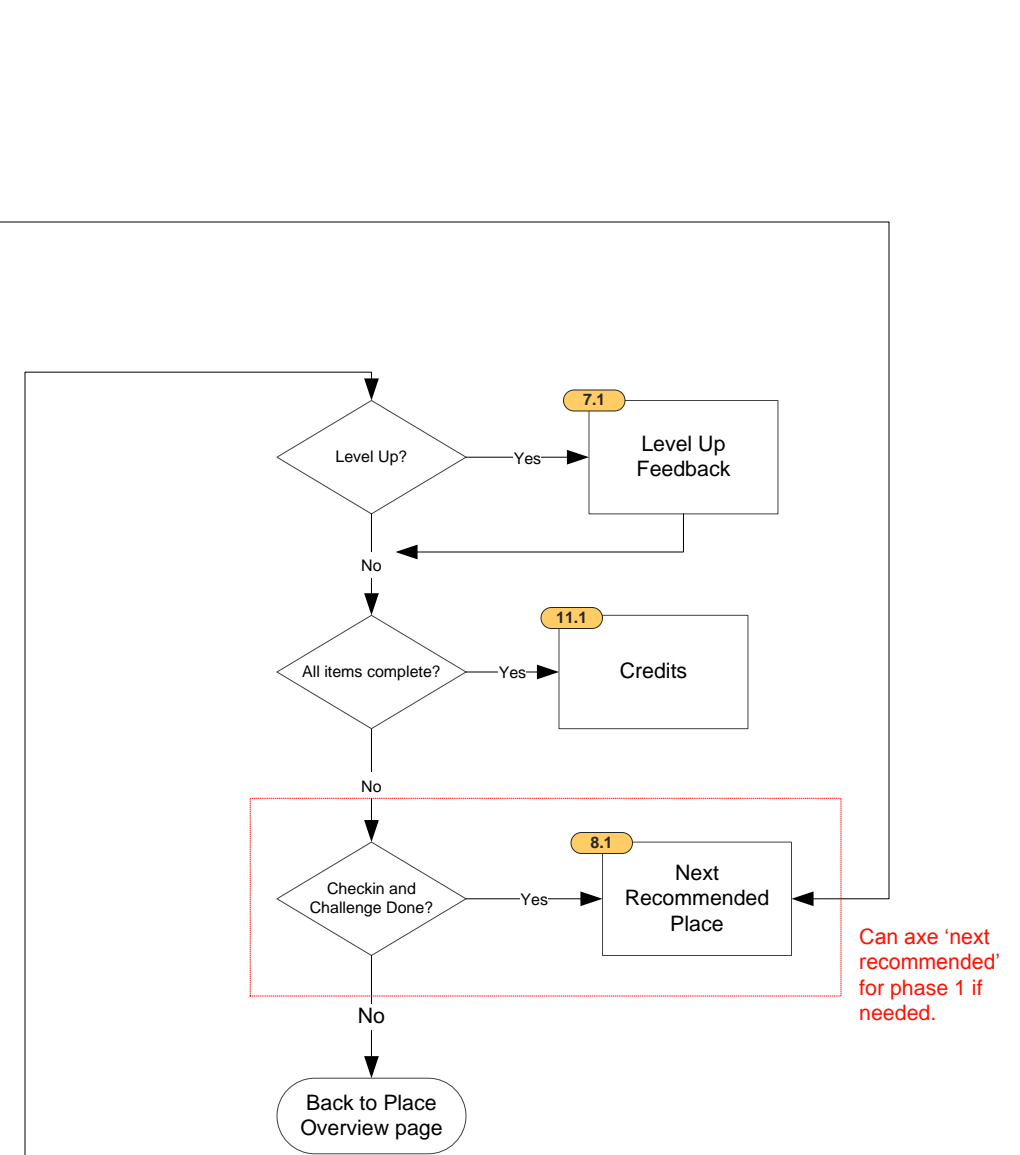 7.1
Level Up?
Yes
Level Up
Feedback
No
11.1
All items complete?
Yes
Credits
No
8.1
Checkin and
Challenge Done?
Yes
Next
Recommended
Place
Can axe ‘next
recommended’
for phase 1 if
needed.
No
Back to Place
Overview page